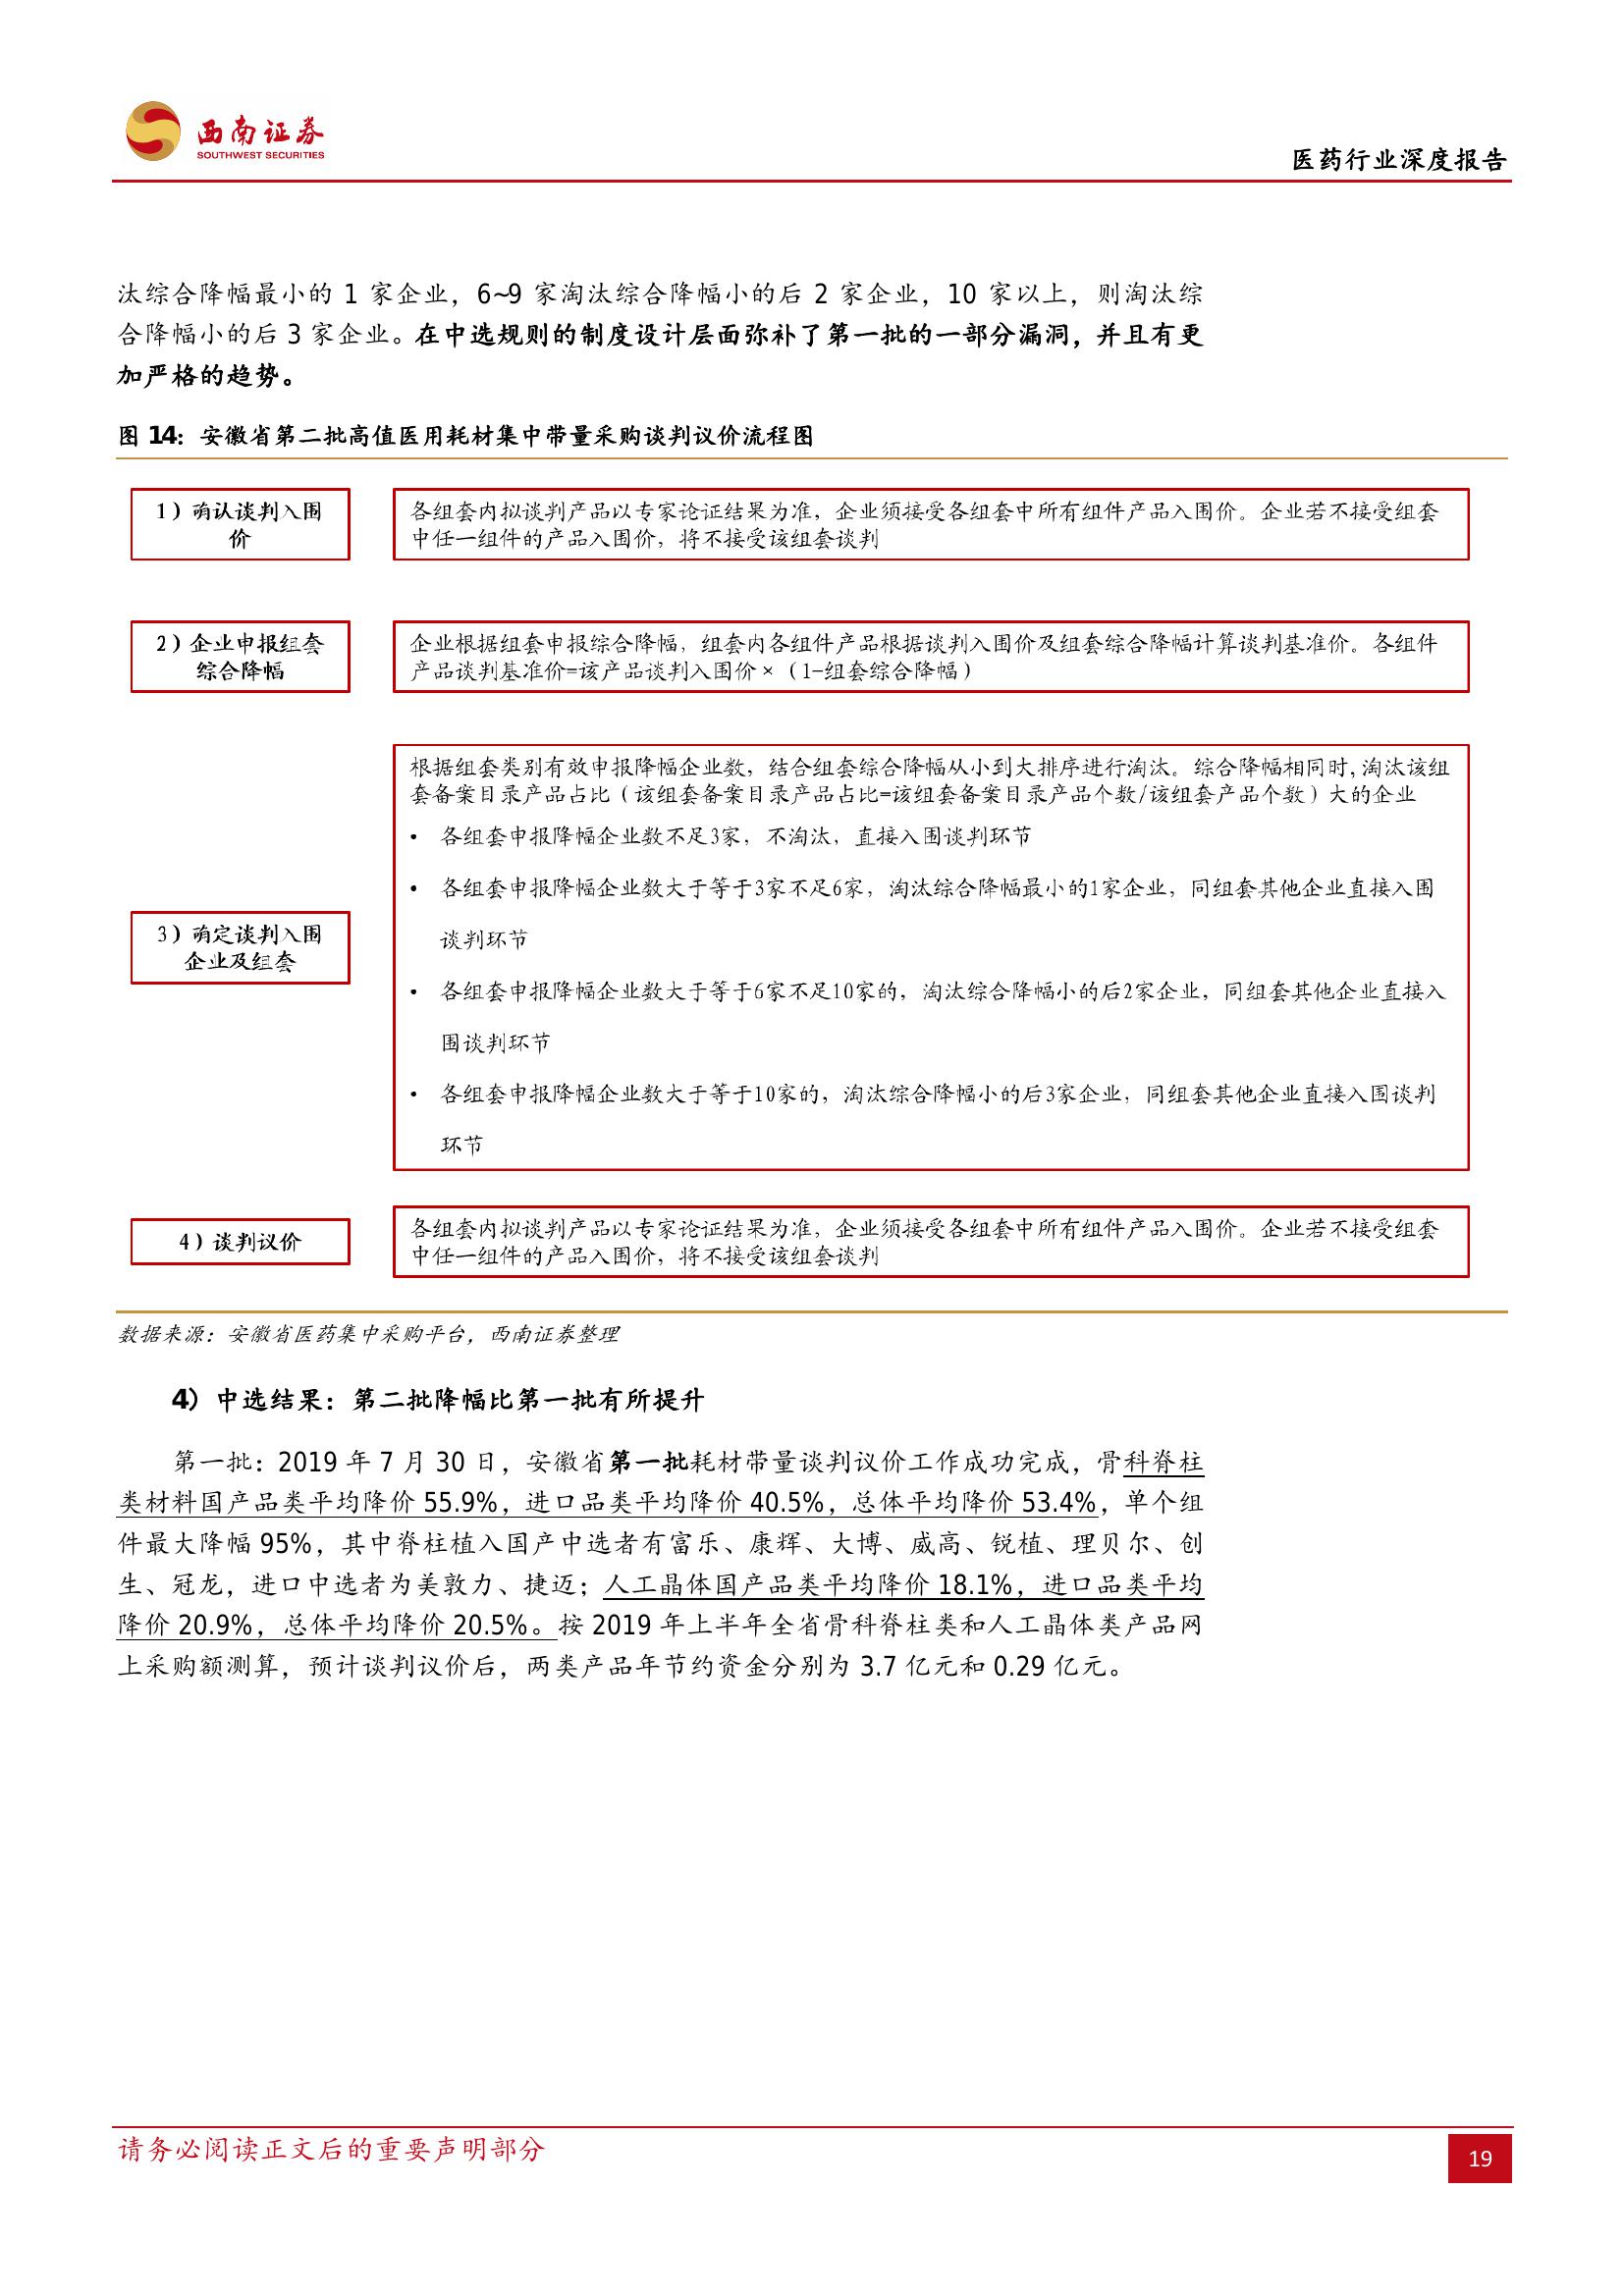 西南证券
SOUTHWEST SECURITIES
医药行业深度报告
汰综合降幅最小的 1 家企业，6~9 家淘汰综合降幅小的后 2 家企业，10 家以上，则淘汰综
合降幅小的后 3 家企业。在中选规则的制度设计层面弥补了第一批的一部分漏洞，并且有更
加严格的趋势。
图 14：安徽省第二批高值医用耗材集中带量采购谈判议价流程图
1）确认谈判入围
价
各组套内拟谈判产品以专家论证结果为准，企业须接受各组套中所有组件产品入围价。企业若不接受组套
中任一组件的产品入围价，将不接受该组套谈判
2）企业申报组套
综合降幅
企业根据组套申报综合降幅，组套内各组件产品根据谈判入围价及组套综合降幅计算谈判基准价。各组件
产品谈判基准价=该产品谈判入围价×（1-组套综合降幅）
3）确定谈判入围
企业及组套
根据组套类别有效申报降幅企业数，结合组套综合降幅从小到大排序进行淘汰。综合降幅相同时，淘汰该组
套备案目录产品占比（该组套备案目录产品占比=该组套备案目录产品个数/该组套产品个数）大的企业
• 各组套申报降幅企业数不足3家，不淘汰，直接入围谈判环节
• 各组套申报降幅企业数大于等于3家不足6家，淘汰综合降幅最小的1家企业，同组套其他企业直接入围
谈判环节
• 各组套申报降幅企业数大于等于6家不足10家的，淘汰综合降幅小的后2家企业，同组套其他企业直接入
围谈判环节
• 各组套申报降幅企业数大于等于10家的，淘汰综合降幅小的后3家企业，同组套其他企业直接入围谈判
环节
4）谈判议价
各组套内拟谈判产品以专家论证结果为准，企业须接受各组套中所有组件产品入围价。企业若不接受组套
中任一组件的产品入围价，将不接受该组套谈判
数据来源：安徽省医药集中采购平台，西南证券整理
4）中选结果：第二批降幅比第一批有所提升
第一批：2019 年 7 月 30 日，安徽省第一批耗材带量谈判议价工作成功完成，骨科脊柱
类材料国产品类平均降价 55.9%，进口品类平均降价 40.5%，总体平均降价 53.4%，单个组
件最大降幅 95%，其中脊柱植入国产中选者有富乐、康辉、大博、威高、锐植、理贝尔、创
生、冠龙，进口中选者为美敦力、捷迈；人工晶体国产品类平均降价 18.1%，进口品类平均
降价 20.9%，总体平均降价 20.5%。按 2019 年上半年全省骨科脊柱类和人工晶体类产品网
上采购额测算，预计谈判议价后，两类产品年节约资金分别为 3.7 亿元和 0.29 亿元。
请务必阅读正文后的重要声明部分
19